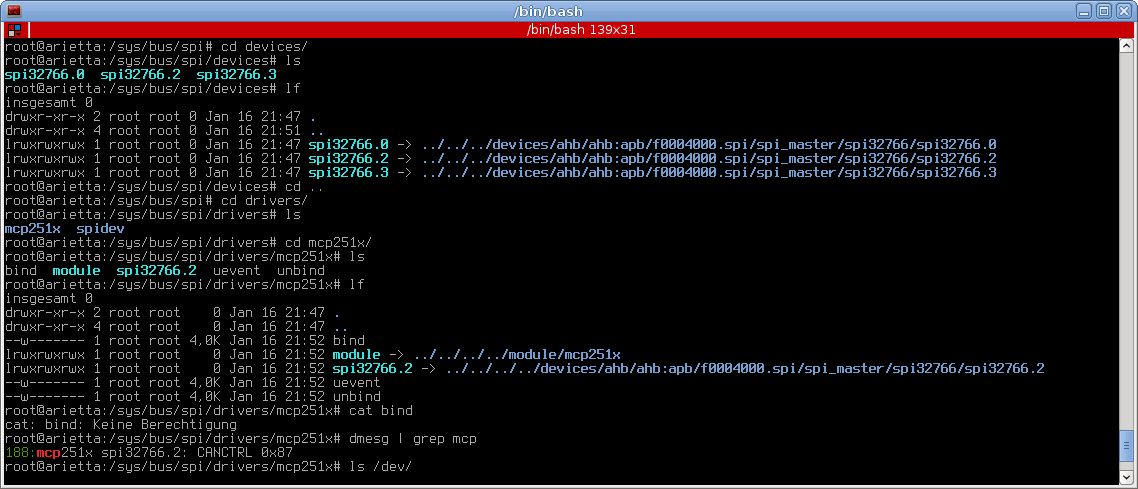 /bin/bash
/bin/bash 139x31
root@arietta:/sys/bus/spi# cd devices/
root@arietta:/sys/bus/spi/devices# ls
spi32766.0  spi32766.2  spi32766.3
root@arietta:/sys/bus/spi/devices# lf
insgesamt 0
drwxr-xr-x 2 root root 0 Jan 16 21:47 .
drwxr-xr-x 4 root root 0 Jan 16 21:51 ..
lrwxrwxrwx 1 root root 0 Jan 16 21:47 spi32766.0 -> ../../../devices/ahb/ahb:apb/f0004000.spi/spi_master/spi32766/spi32766.0
lrwxrwxrwx 1 root root 0 Jan 16 21:47 spi32766.2 -> ../../../devices/ahb/ahb:apb/f0004000.spi/spi_master/spi32766/spi32766.2
lrwxrwxrwx 1 root root 0 Jan 16 21:47 spi32766.3 -> ../../../devices/ahb/ahb:apb/f0004000.spi/spi_master/spi32766/spi32766.3
root@arietta:/sys/bus/spi/devices# cd ..
root@arietta:/sys/bus/spi# cd drivers/
root@arietta:/sys/bus/spi/drivers# ls
mcp251x  spidev
root@arietta:/sys/bus/spi/drivers# cd mcp251x/
root@arietta:/sys/bus/spi/drivers/mcp251x# ls
bind  module  spi32766.2  uevent  unbind
root@arietta:/sys/bus/spi/drivers/mcp251x# lf
insgesamt 0
drwxr-xr-x 2 root root    0 Jan 16 21:47 .
drwxr-xr-x 4 root root    0 Jan 16 21:47 ..
--w------- 1 root root 4,0K Jan 16 21:52 bind
lrwxrwxrwx 1 root root    0 Jan 16 21:52 module -> ../../../../module/mcp251x
lrwxrwxrwx 1 root root    0 Jan 16 21:52 spi32766.2 -> ../../../../devices/ahb/ahb:apb/f0004000.spi/spi_master/spi32766/spi32766.2
--w------- 1 root root 4,0K Jan 16 21:52 uevent
--w------- 1 root root 4,0K Jan 16 21:52 unbind
root@arietta:/sys/bus/spi/drivers/mcp251x# cat bind
cat: bind: Keine Berechtigung
root@arietta:/sys/bus/spi/drivers/mcp251x# dmesg | grep mcp
188:mcp251x spi32766.2: CANCTRL 0x87
root@arietta:/sys/bus/spi/drivers/mcp251x# ls /dev/